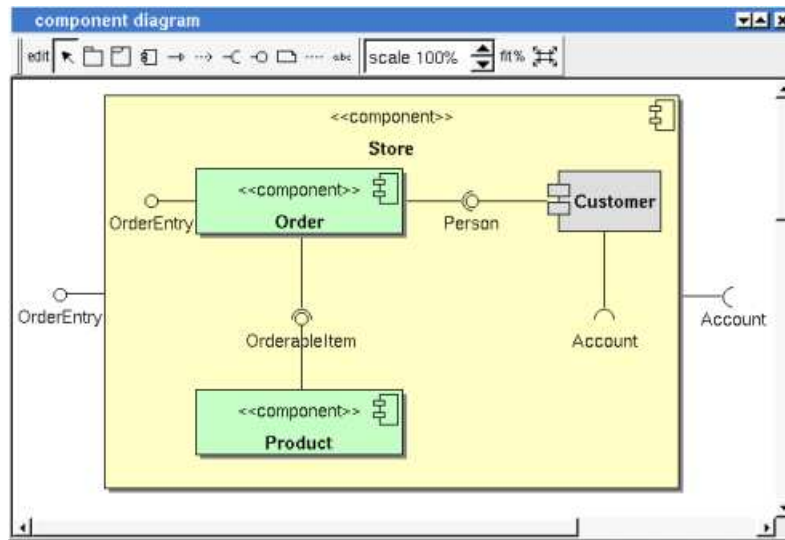 component diagram
edit abc scale 100% fit%
<<component>>
Store
<<component>>
Order
OrderEntry
Person
Customer
OrderEntry
Account
OrderableItem
Account
<<component>>
Product